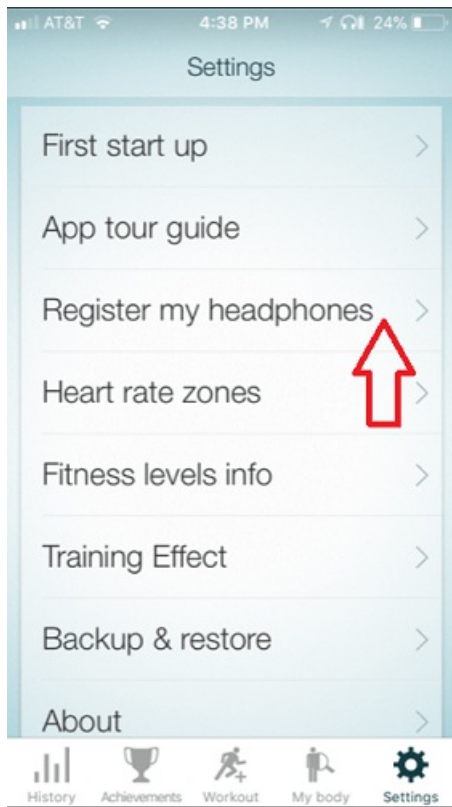 AT&T 4:38 PM 24%
Settings
First start up
App tour guide
Register my headphones
Heart rate zones
Fitness levels info
Training Effect
Backup & restore
About
History Achievements Workout My body Settings